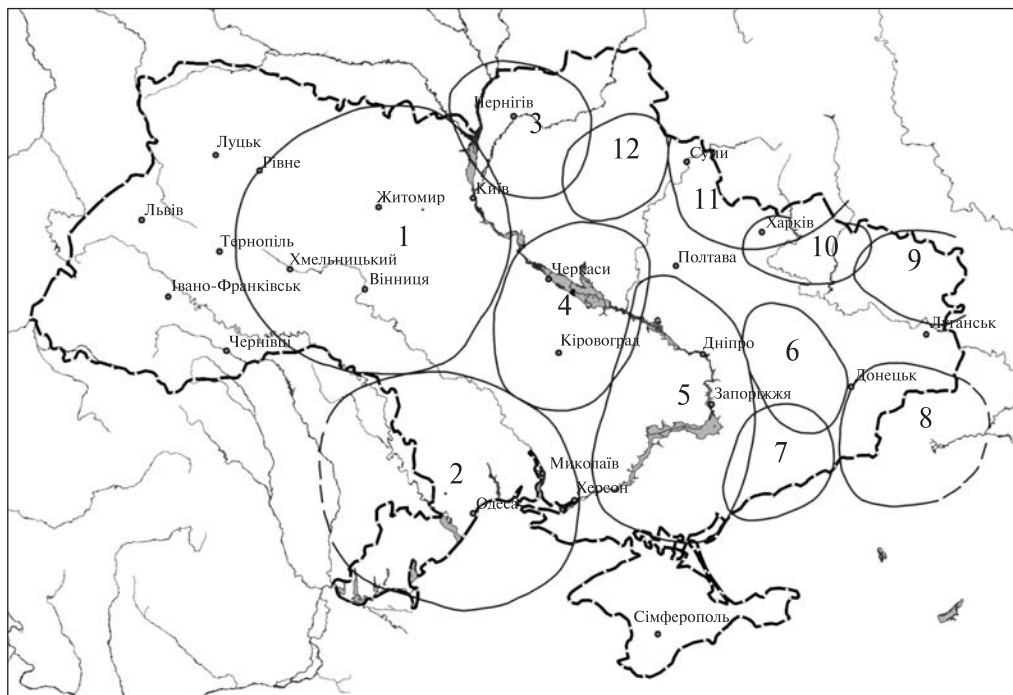 Чернігів
3
12
Луцьк
Рівне
Суми
11
Київ
Житомир
Львів
1
Харків
10
Тернопіль
9
Хмельницький
Полтава
Черкаси
Вінниця
Івано-Франківськ
4
Луганськ
Чернівці
Кіровоград
Дніпро
6
Донецьк
5
Запоріжжя
8
7
2
Миколаїв
Херсон
Одеса
Сімферополь